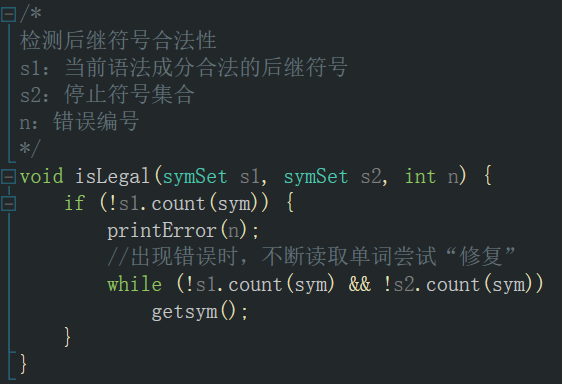 /*
检测后继符号合法性
s1：当前语法成分合法的后继符号
s2：停止符号集合
n：错误编号
*/
void isLegal(symSet s1, symSet s2, int n) {
    if (!s1.count(sym)) {
        printError(n);
        //出现错误时，不断读取单词尝试“修复”
        while (!s1.count(sym) && !s2.count(sym))
            getsym();
    }
}